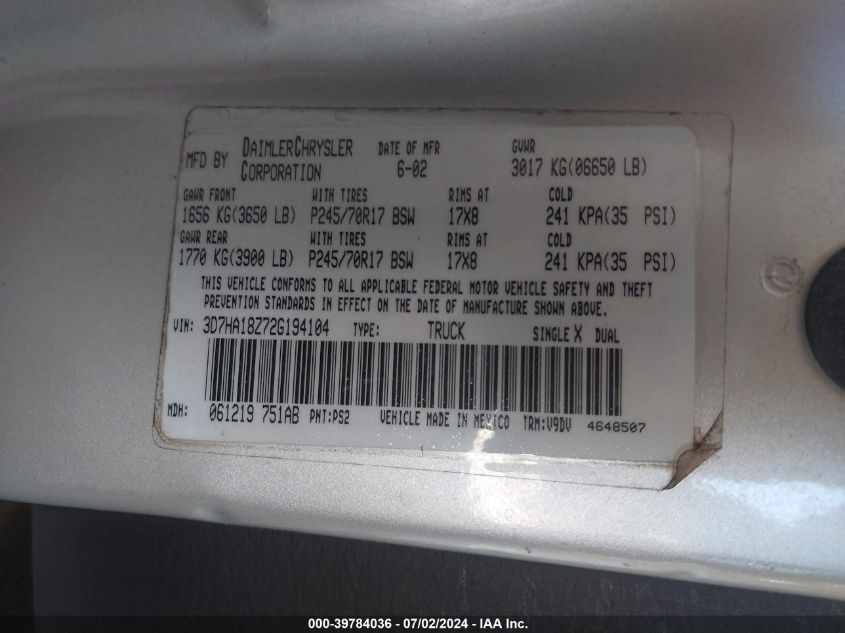 MFD BY DAIMLERCHRYSLER CORPORATION DATE OF MFR 6-02 GVWR 3017 KG(06650 LB)
GAWR FRONT WITH TIRES RIMS AT COLD
1656 KG(3650 LB) P245/70R17 BSW 17X8 241 KPA(35 PSI)
GAWR REAR WITH TIRES RIMS AT COLD
1770 KG(3900 LB) P245/70R17 BSW 17X8 241 KPA(35 PSI)
THIS VEHICLE CONFORMS TO ALL APPLICABLE FEDERAL MOTOR VEHICLE SAFETY AND THEFT
PREVENTION STANDARDS IN EFFECT ON THE DATE OF MANUFACTURE SHOWN ABOVE.
VIN: 3D7HA18Z72G194104 TYPE: TRUCK SINGLE X DUAL
MDH: 061219 751AB PNT:PS2 VEHICLE MADE IN MEXICO TRM:V9DV 4648507
000-39784036 - 07/02/2024 - IAA Inc.